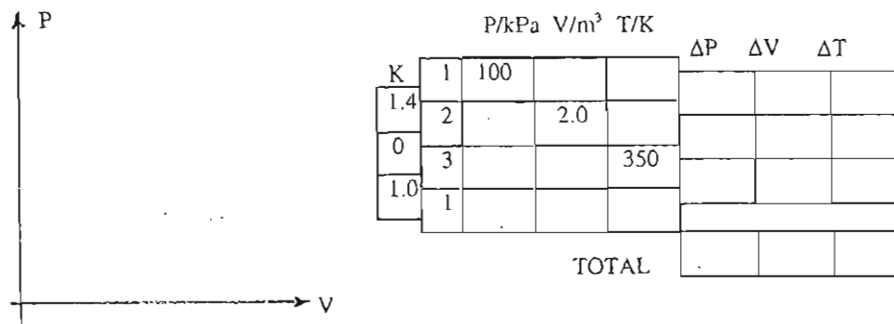 P
P/kPa V/m³ T/K
ΔP ΔV ΔT
K
1 100
1.4
2 2.0
0
3 350
1.0
1
TOTAL
V